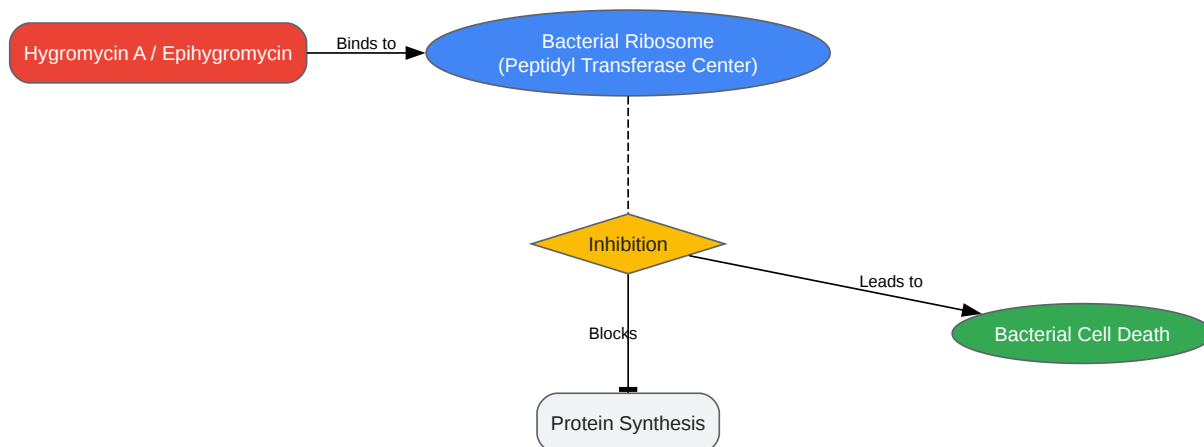 Hygromycin A / Epihygromycin
Binds to
Bacterial Ribosome
(Peptidyl Transferase Center)
Inhibition
Leads to
Bacterial Cell Death
Blocks
Protein Synthesis